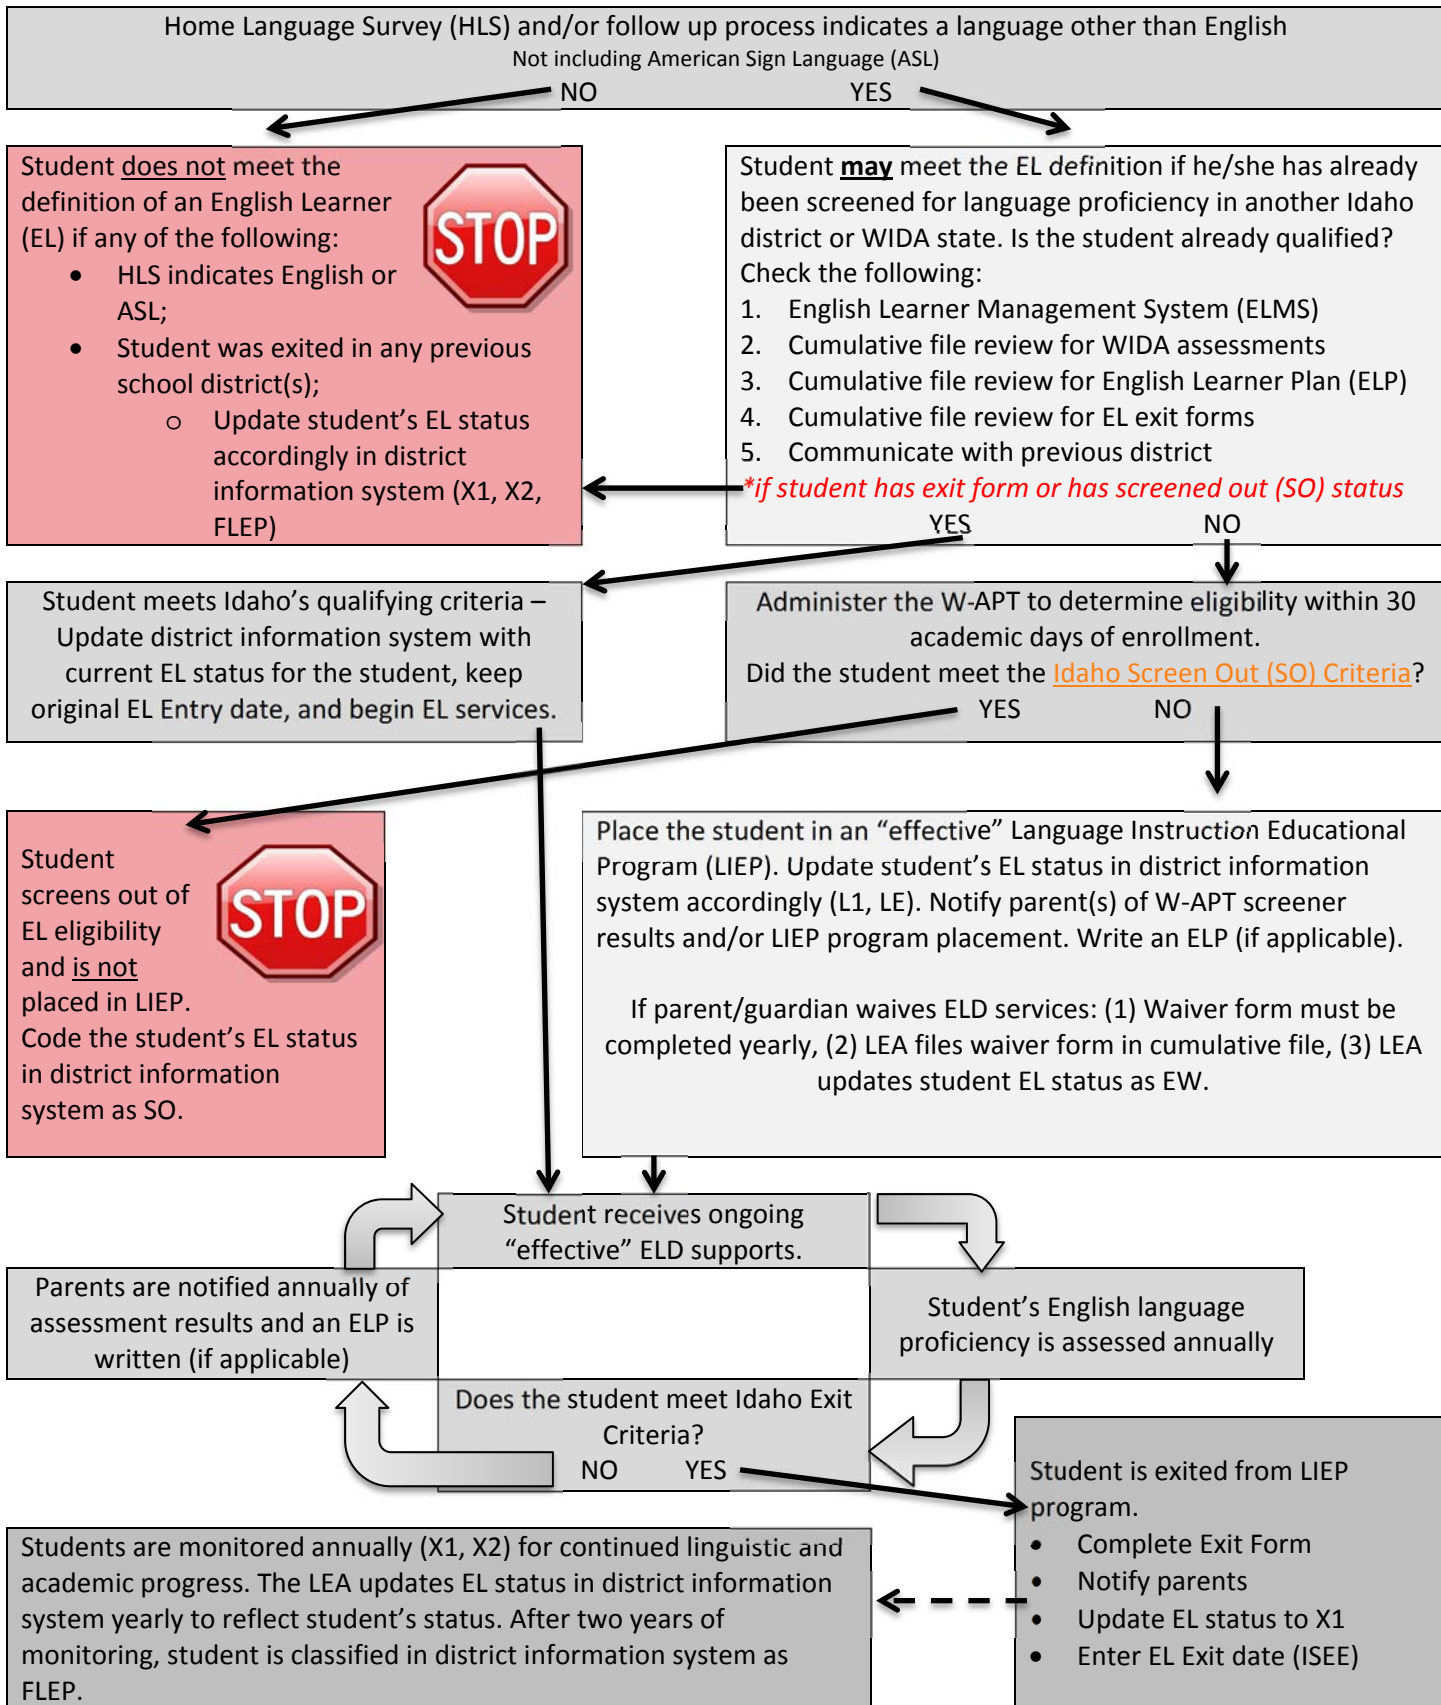 Home Language Survey (HLS) and/or follow up process indicates a language other than English
Not including American Sign Language (ASL)
NO YES
Student does not meet the
definition of an English Learner
(EL) if any of the following:
• HLS indicates English or
ASL;
• Student was exited in any previous
school district(s);
o Update student’s EL status
accordingly in district
information system (X1, X2,
FLEP)
STOP
Student may meet the EL definition if he/she has already
been screened for language proficiency in another Idaho
district or WIDA state. Is the student already qualified?
Check the following:
1. English Learner Management System (ELMS)
2. Cumulative file review for WIDA assessments
3. Cumulative file review for English Learner Plan (ELP)
4. Cumulative file review for EL exit forms
5. Communicate with previous district
*if student has exit form or has screened out (SO) status
YES NO
Student meets Idaho’s qualifying criteria –
Update district information system with
current EL status for the student, keep
original EL Entry date, and begin EL services.
Administer the W-APT to determine eligibility within 30
academic days of enrollment.
Did the student meet the Idaho Screen Out (SO) Criteria?
YES NO
Student
screens out of
EL eligibility
and is not
placed in LIEP.
Code the student’s EL status
in district information
system as SO.
STOP
Place the student in an “effective” Language Instruction Educational
Program (LIEP). Update student’s EL status in district information
system accordingly (L1, LE). Notify parent(s) of W-APT screener
results and/or LIEP program placement. Write an ELP (if applicable).
If parent/guardian waives ELD services: (1) Waiver form must be
completed yearly, (2) LEA files waiver form in cumulative file, (3) LEA
updates student EL status as EW.
Student receives ongoing
“effective” ELD supports.
Parents are notified annually of
assessment results and an ELP is
written (if applicable)
Student’s English language
proficiency is assessed annually
Does the student meet Idaho Exit
Criteria?
NO YES
Student is exited from LIEP
program.
• Complete Exit Form
• Notify parents
• Update EL status to X1
• Enter EL Exit date (ISEE)
Students are monitored annually (X1, X2) for continued linguistic and
academic progress. The LEA updates EL status in district information
system yearly to reflect student’s status. After two years of
monitoring, student is classified in district information system as
FLEP.